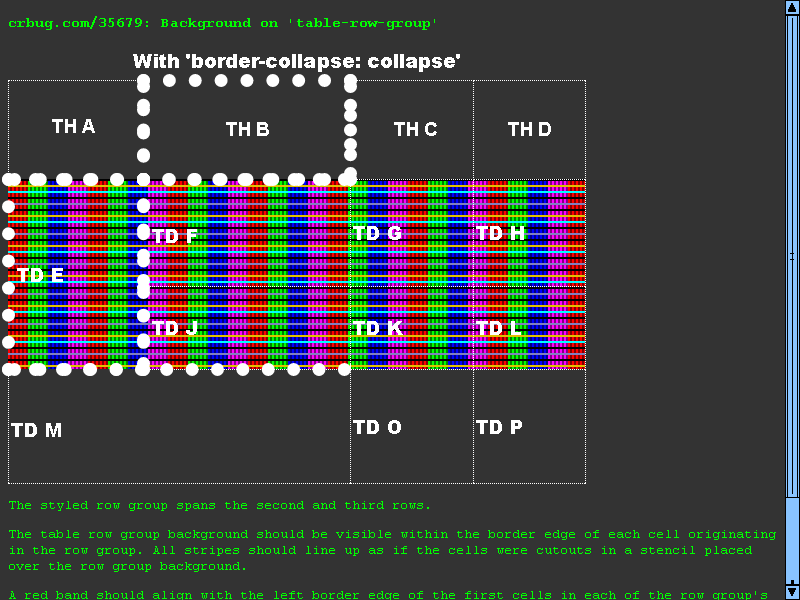 crbug.com/35679: Background on 'table-row-group'
With 'border-collapse: collapse'
TH A
TH B
TH C
TH D
TD E
TD F
TD G
TD H
TD J
TD K
TD L
TD M
TD O
TD P
The styled row group spans the second and third rows.
The table row group background should be visible within the border edge of each cell originating
in the row group. All stripes should line up as if the cells were cutouts in a stencil placed
over the row group background.
A red band should align with the left border edge of the first cells in each of the row group's